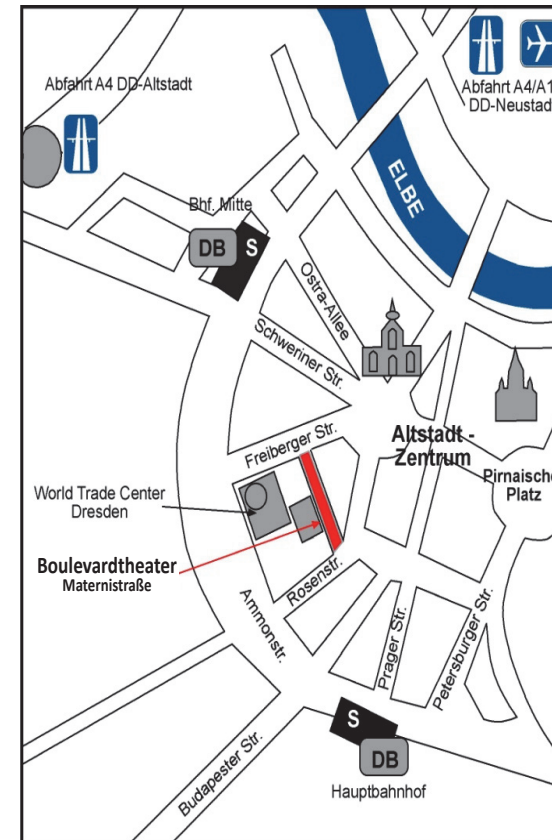 Abfahrt A4 DD-Altstadt
Abfahrt A4/A1
DD-Neustad
ELBE
Bhf. Mitte
DB
S
Ostra-Allee
Schweriner Str.
Freiberger Str.
Altstadt -
Zentrum
Pirnaische
Platz
World Trade Center
Dresden
Boulevardtheater
Maternistraße
Rosenstr.
Ammonstr.
Prager Str.
Petersburger Str.
S
DB
Hauptbahnhof
Budapester Str.